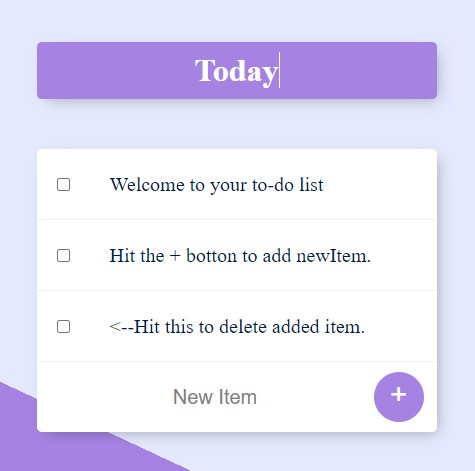 Today
Welcome to your to-do list
Hit the + botton to add newItem.
<--Hit this to delete added item.
New Item +